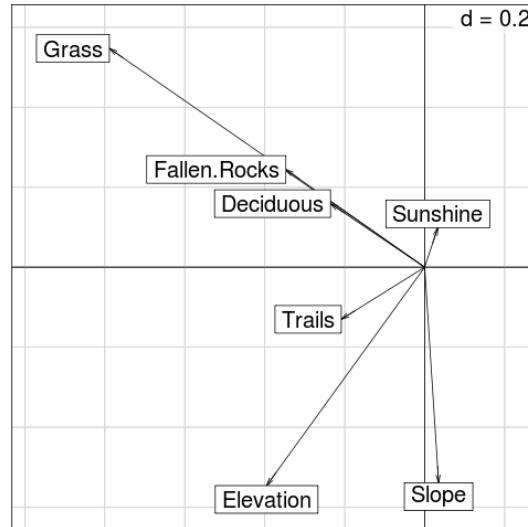 d = 0.2
Grass
Fallen.Rocks
Deciduous
Sunshine
Trails
Elevation
Slope